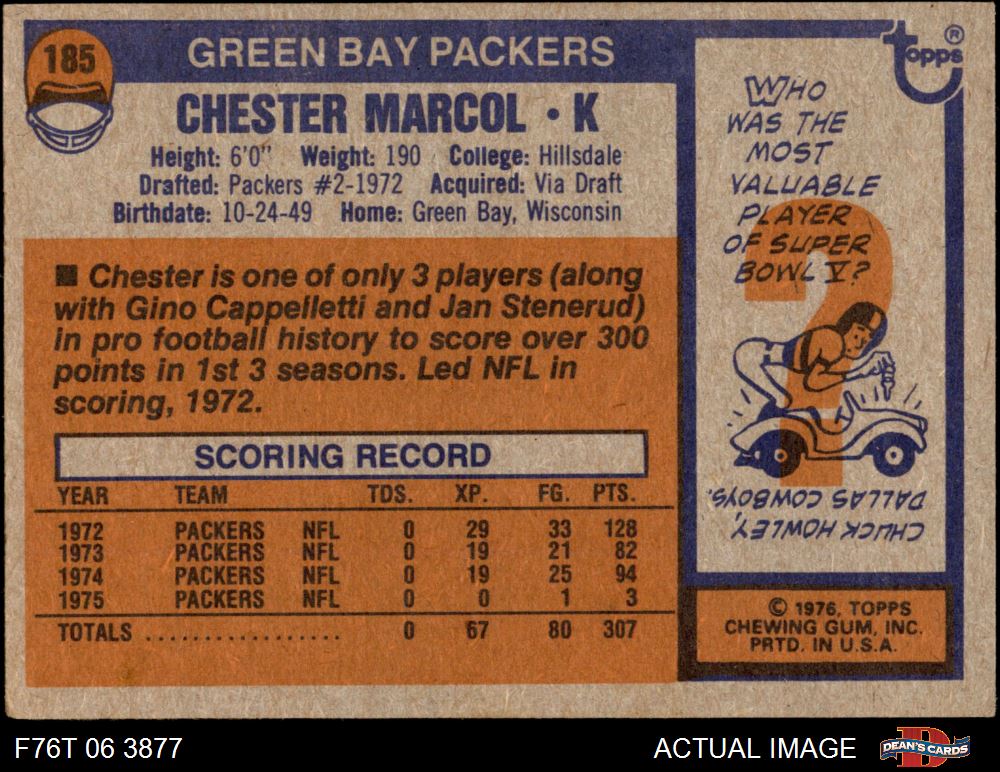 185
GREEN BAY PACKERS
CHESTER MARCOL • K
Height: 6'0" Weight: 190 College: Hillsdale
Drafted: Packers #2-1972 Acquired: Via Draft
Birthdate: 10-24-49 Home: Green Bay, Wisconsin
■ Chester is one of only 3 players (along
with Gino Cappelletti and Jan Stenerud)
in pro football history to score over 300
points in 1st 3 seasons. Led NFL in
scoring, 1972.
SCORING RECORD
YEAR TEAM TDS. XP. FG. PTS.
1972 PACKERS NFL 0 29 33 128
1973 PACKERS NFL 0 19 21 82
1974 PACKERS NFL 0 19 25 94
1975 PACKERS NFL 0 0 1 3
TOTALS .................. 0 67 80 307
Topps®
WHO
WAS THE
MOST
VALUABLE
PLAYER
OF SUPER
BOWL V?
?
CHUCK HOWLEY,
DALLAS COWBOYS.
© 1976, TOPPS
CHEWING GUM, INC.
PRTD. IN U.S.A.
F76T 06 3877
ACTUAL IMAGE
DEAN'S CARDS